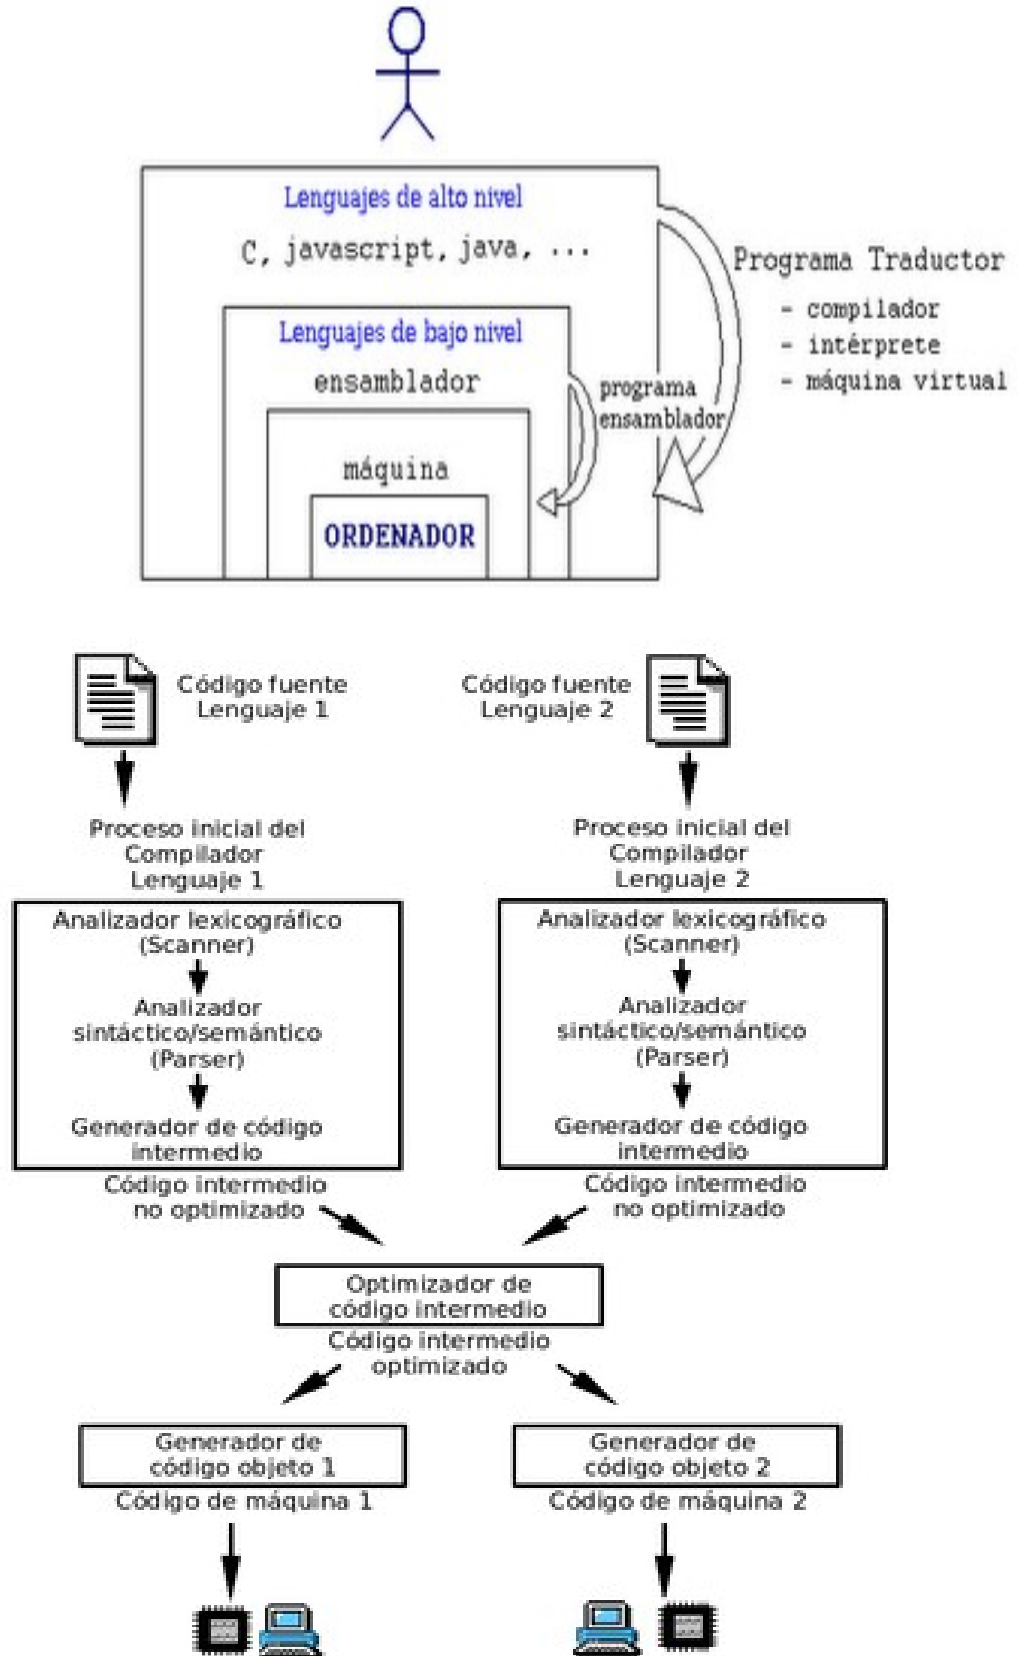 Lenguajes de alto nivel
C, javascript, java, ...
Programa Traductor
- compilador
- intérprete
- máquina virtual
Lenguajes de bajo nivel
ensamblador
programa
ensamblador
máquina
ORDENADOR
Código fuente
Lenguaje 1
Código fuente
Lenguaje 2
Proceso inicial del
Compilador
Lenguaje 1
Proceso inicial del
Compilador
Lenguaje 2
Analizador lexicográfico
(Scanner)
Analizador
sintáctico/semántico
(Parser)
Generador de código
intermedio
Analizador lexicográfico
(Scanner)
Analizador
sintáctico/semántico
(Parser)
Generador de código
intermedio
Código intermedio
no optimizado
Código intermedio
no optimizado
Optimizador de
código intermedio
Código intermedio
optimizado
Generador de
código objeto 1
Generador de
código objeto 2
Código de máquina 1
Código de máquina 2